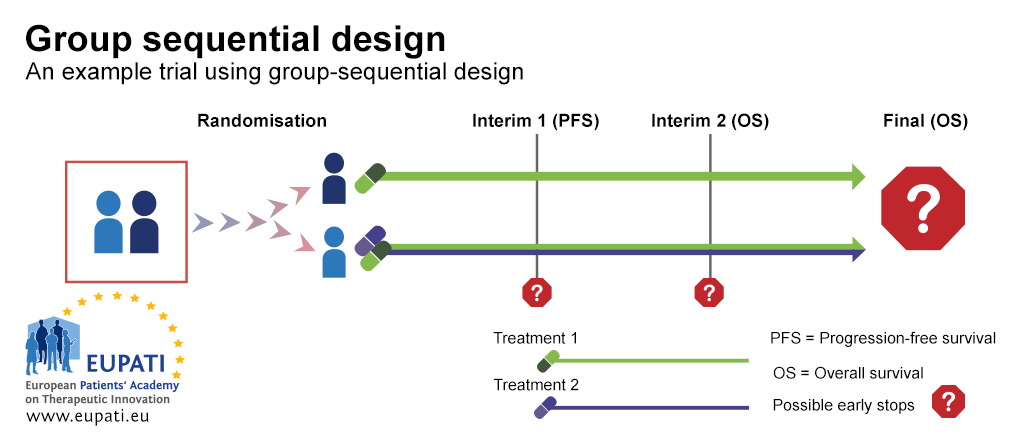 Group sequential design
An example trial using group-sequential design
Randomisation
Interim 1 (PFS)
Interim 2 (OS)
Final (OS)
?
?
?
Treatment 1
PFS = Progression-free survival
OS = Overall survival
Treatment 2
Possible early stops
?
EUPATI
European Patients' Academy
on Therapeutic Innovation
www.eupati.eu